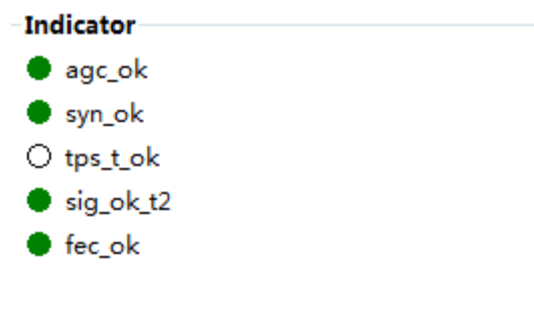 Indicator
agc_ok
syn_ok
tps_t_ok
sig_ok_t2
fec_ok